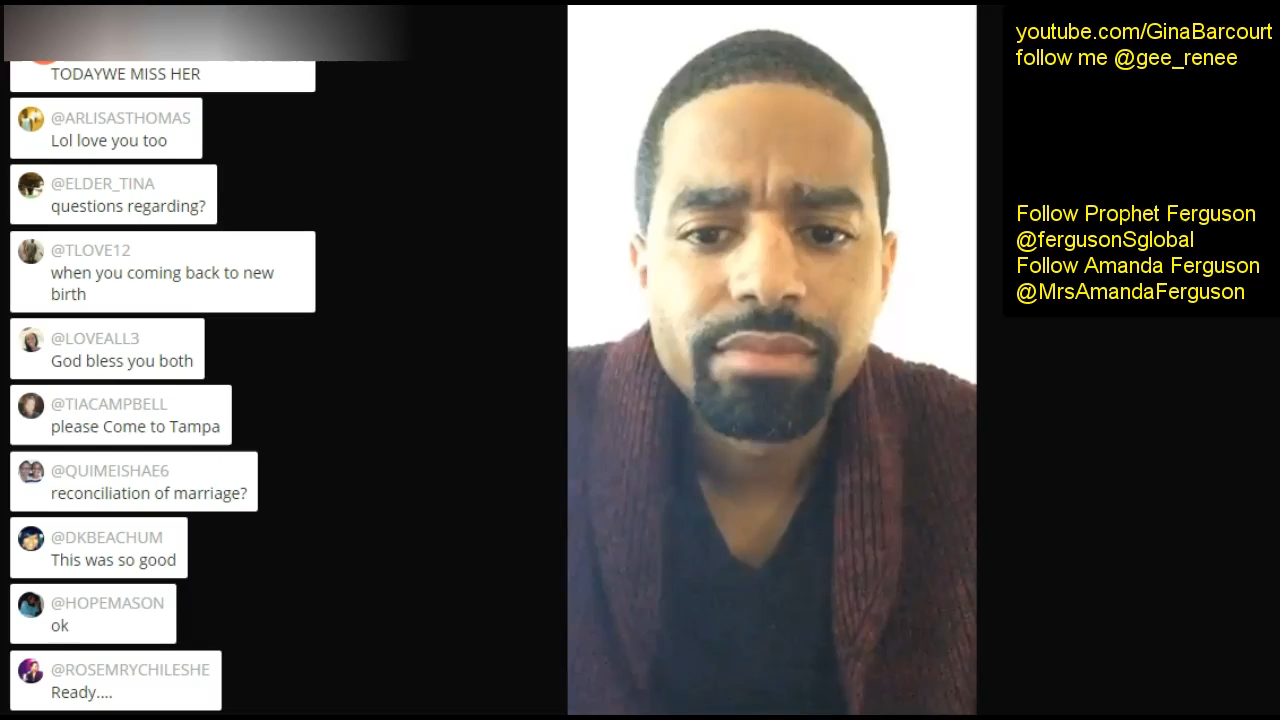 TODAYWE MISS HER
@ARLISASTHOMAS
Lol love you too
@ELDER_TINA
questions regarding?
@TLOVE12
when you coming back to new
birth
@LOVEALL3
God bless you both
@TIACAMPBELL
please Come to Tampa
@QUIMEISHAE6
reconciliation of marriage?
@DKBEACHUM
This was so good
@HOPEMASON
ok
@ROSEMRYCHILESHE
Ready....
youtube.com/GinaBarcourt
follow me @gee_renee
Follow Prophet Ferguson
@fergusonSglobal
Follow Amanda Ferguson
@MrsAmandaFerguson